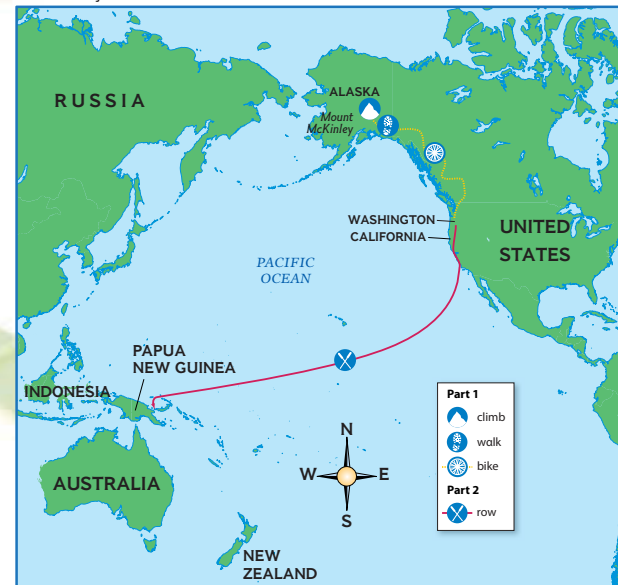 RUSSIA
ALASKA
Mount
McKinley
WASHINGTON
CALIFORNIA
UNITED
STATES
PACIFIC
OCEAN
PAPUA
NEW GUINEA
INDONESIA
AUSTRALIA
NEW
ZEALAND
N
W E
S
Part 1
climb
walk
bike
Part 2
row